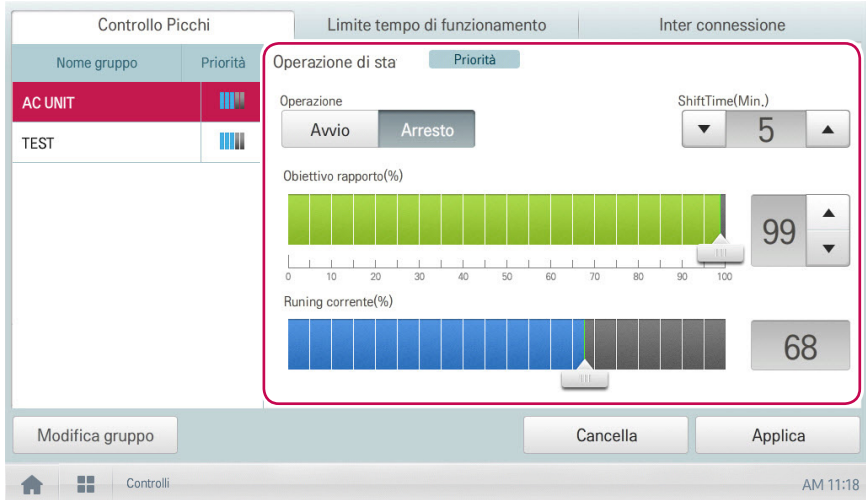 Controllo Picchi
Limite tempo di funzionamento
Inter connessione
Nome gruppo
Priorità
AC UNIT
TEST
Operazione di sta
Priorità
Operazione
Avvio
Arresto
ShiftTime(Min.)
5
Obiettivo rapporto(%)
99
0 10 20 30 40 50 60 70 80 90 100
Runing corrente(%)
68
Modifica gruppo
Cancella
Applica
Controlli
AM 11:18